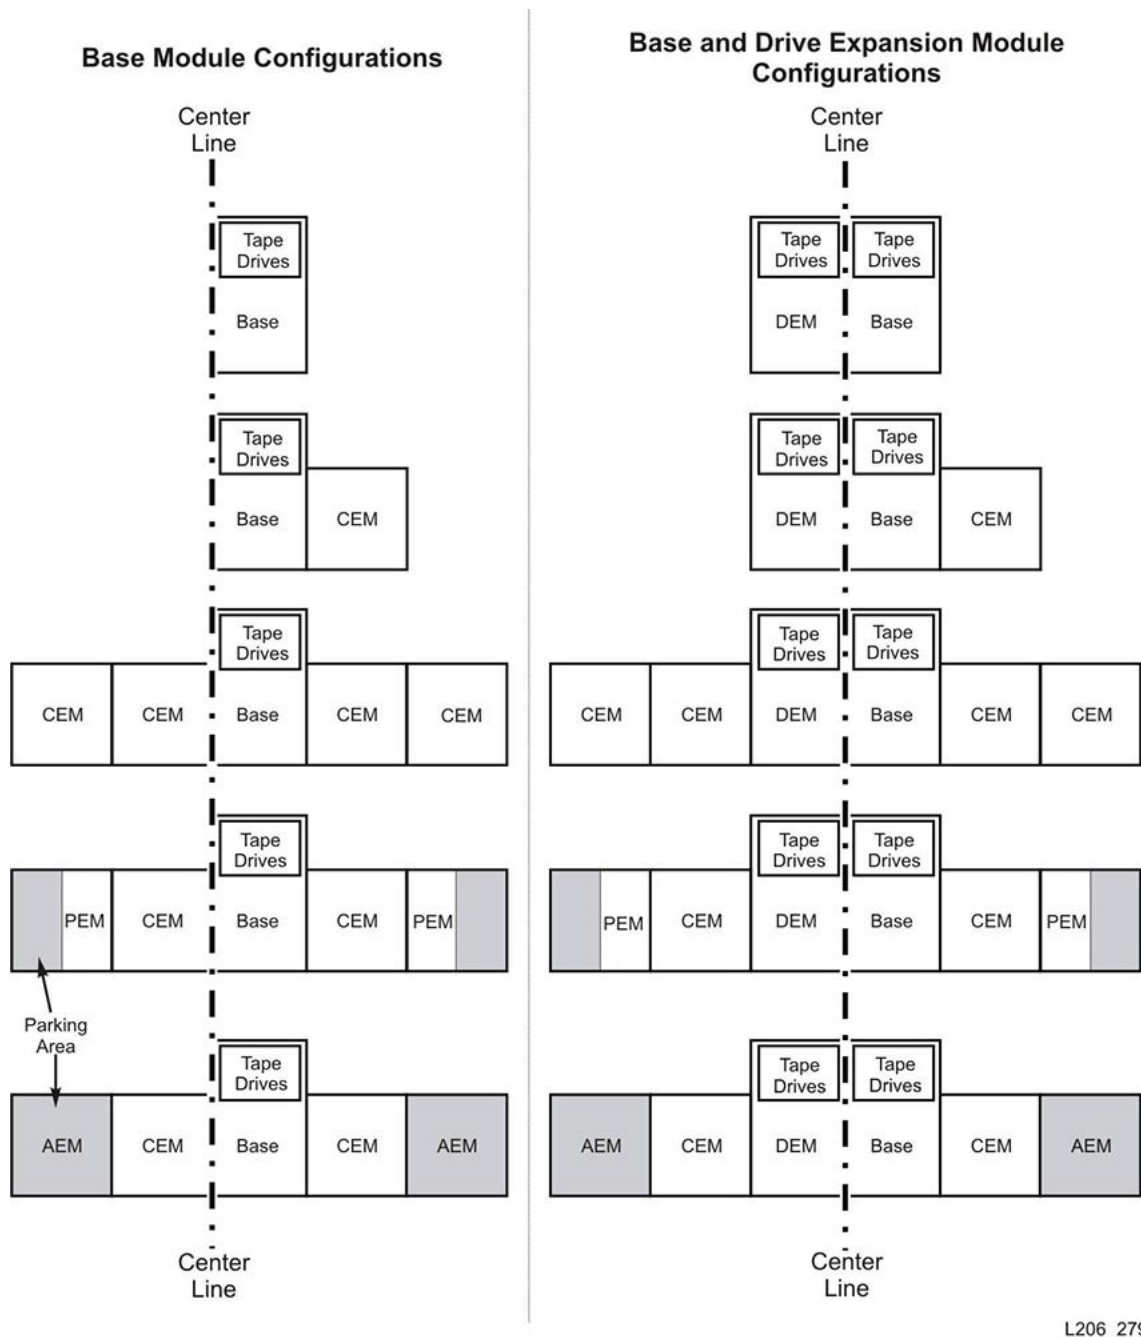 Base Module Configurations
Center
Line
Tape
Drives
Base
Tape
Drives
Base
CEM
Tape
Drives
CEM
CEM
Base
CEM
CEM
Tape
Drives
PEM
CEM
Base
CEM
PEM
Parking
Area
Tape
Drives
AEM
CEM
Base
CEM
AEM
Center
Line
Base and Drive Expansion Module
Configurations
Center
Line
Tape
Drives
Tape
Drives
DEM
Base
Tape
Drives
Tape
Drives
DEM
Base
CEM
Tape
Drives
Tape
Drives
CEM
CEM
DEM
Base
CEM
CEM
Tape
Drives
Tape
Drives
PEM
CEM
DEM
Base
CEM
PEM
Tape
Drives
Tape
Drives
AEM
CEM
DEM
Base
CEM
AEM
Center
Line
L206_279